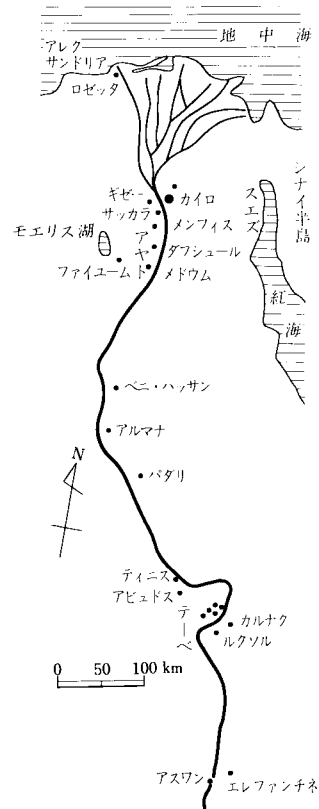 地中海
アレク
サンドリア
ロゼッタ
シナイ半島
スエズ
紅海
ギゼー
カイロ
サッカラ
メンフィス
モエリス湖
アヤト
ダフシュール
ファイユーム
メドウム
ベニ・ハッサン
アルマナ
N
バダリ
ティニス
アビュドス
テーベ
カルナク
ルクソル
0 50 100 km
アスワン
エレファンチネ